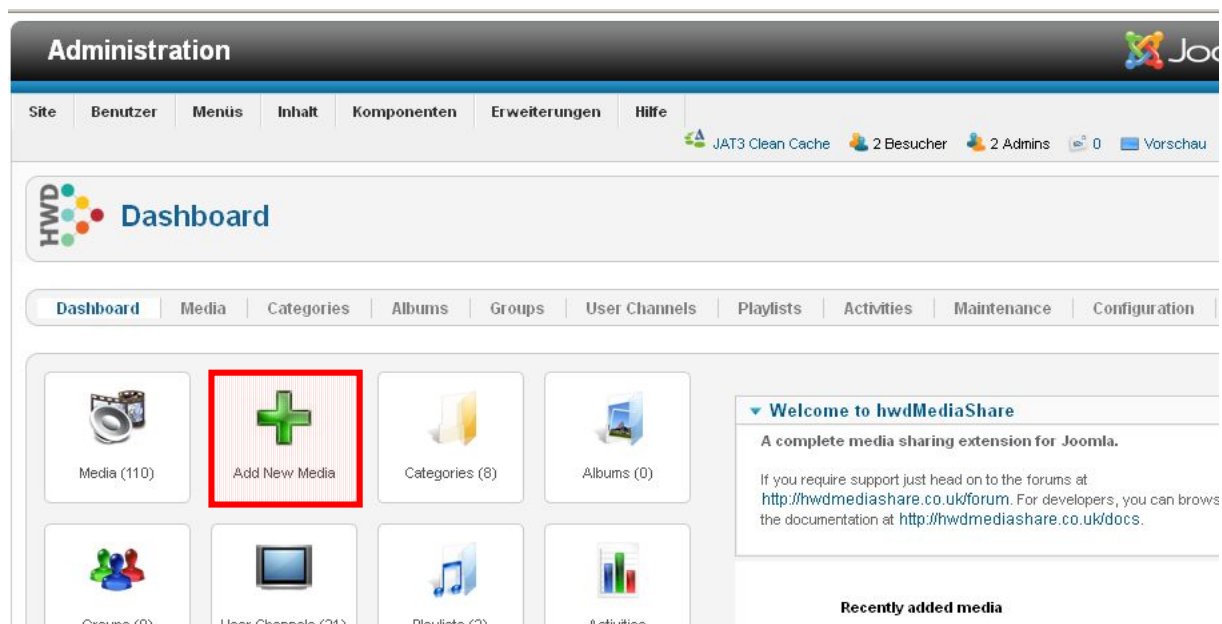 Administration
Site Benutzer Menüs Inhalt Komponenten Erweiterungen Hilfe
JAT3 Clean Cache 2 Besucher 2 Admins 0 Vorschau
HWD Dashboard
Dashboard Media Categories Albums Groups User Channels Playlists Activities Maintenance Configuration
Media (110) Add New Media Categories (8) Albums (0)
Welcome to hwdMediaShare
A complete media sharing extension for Joomla.
If you require support just head on to the forums at
http://hwdmediashare.co.uk/forum. For developers, you can brows
the documentation at http://hwdmediashare.co.uk/docs.
Recently added media
User Channels (21) Activities